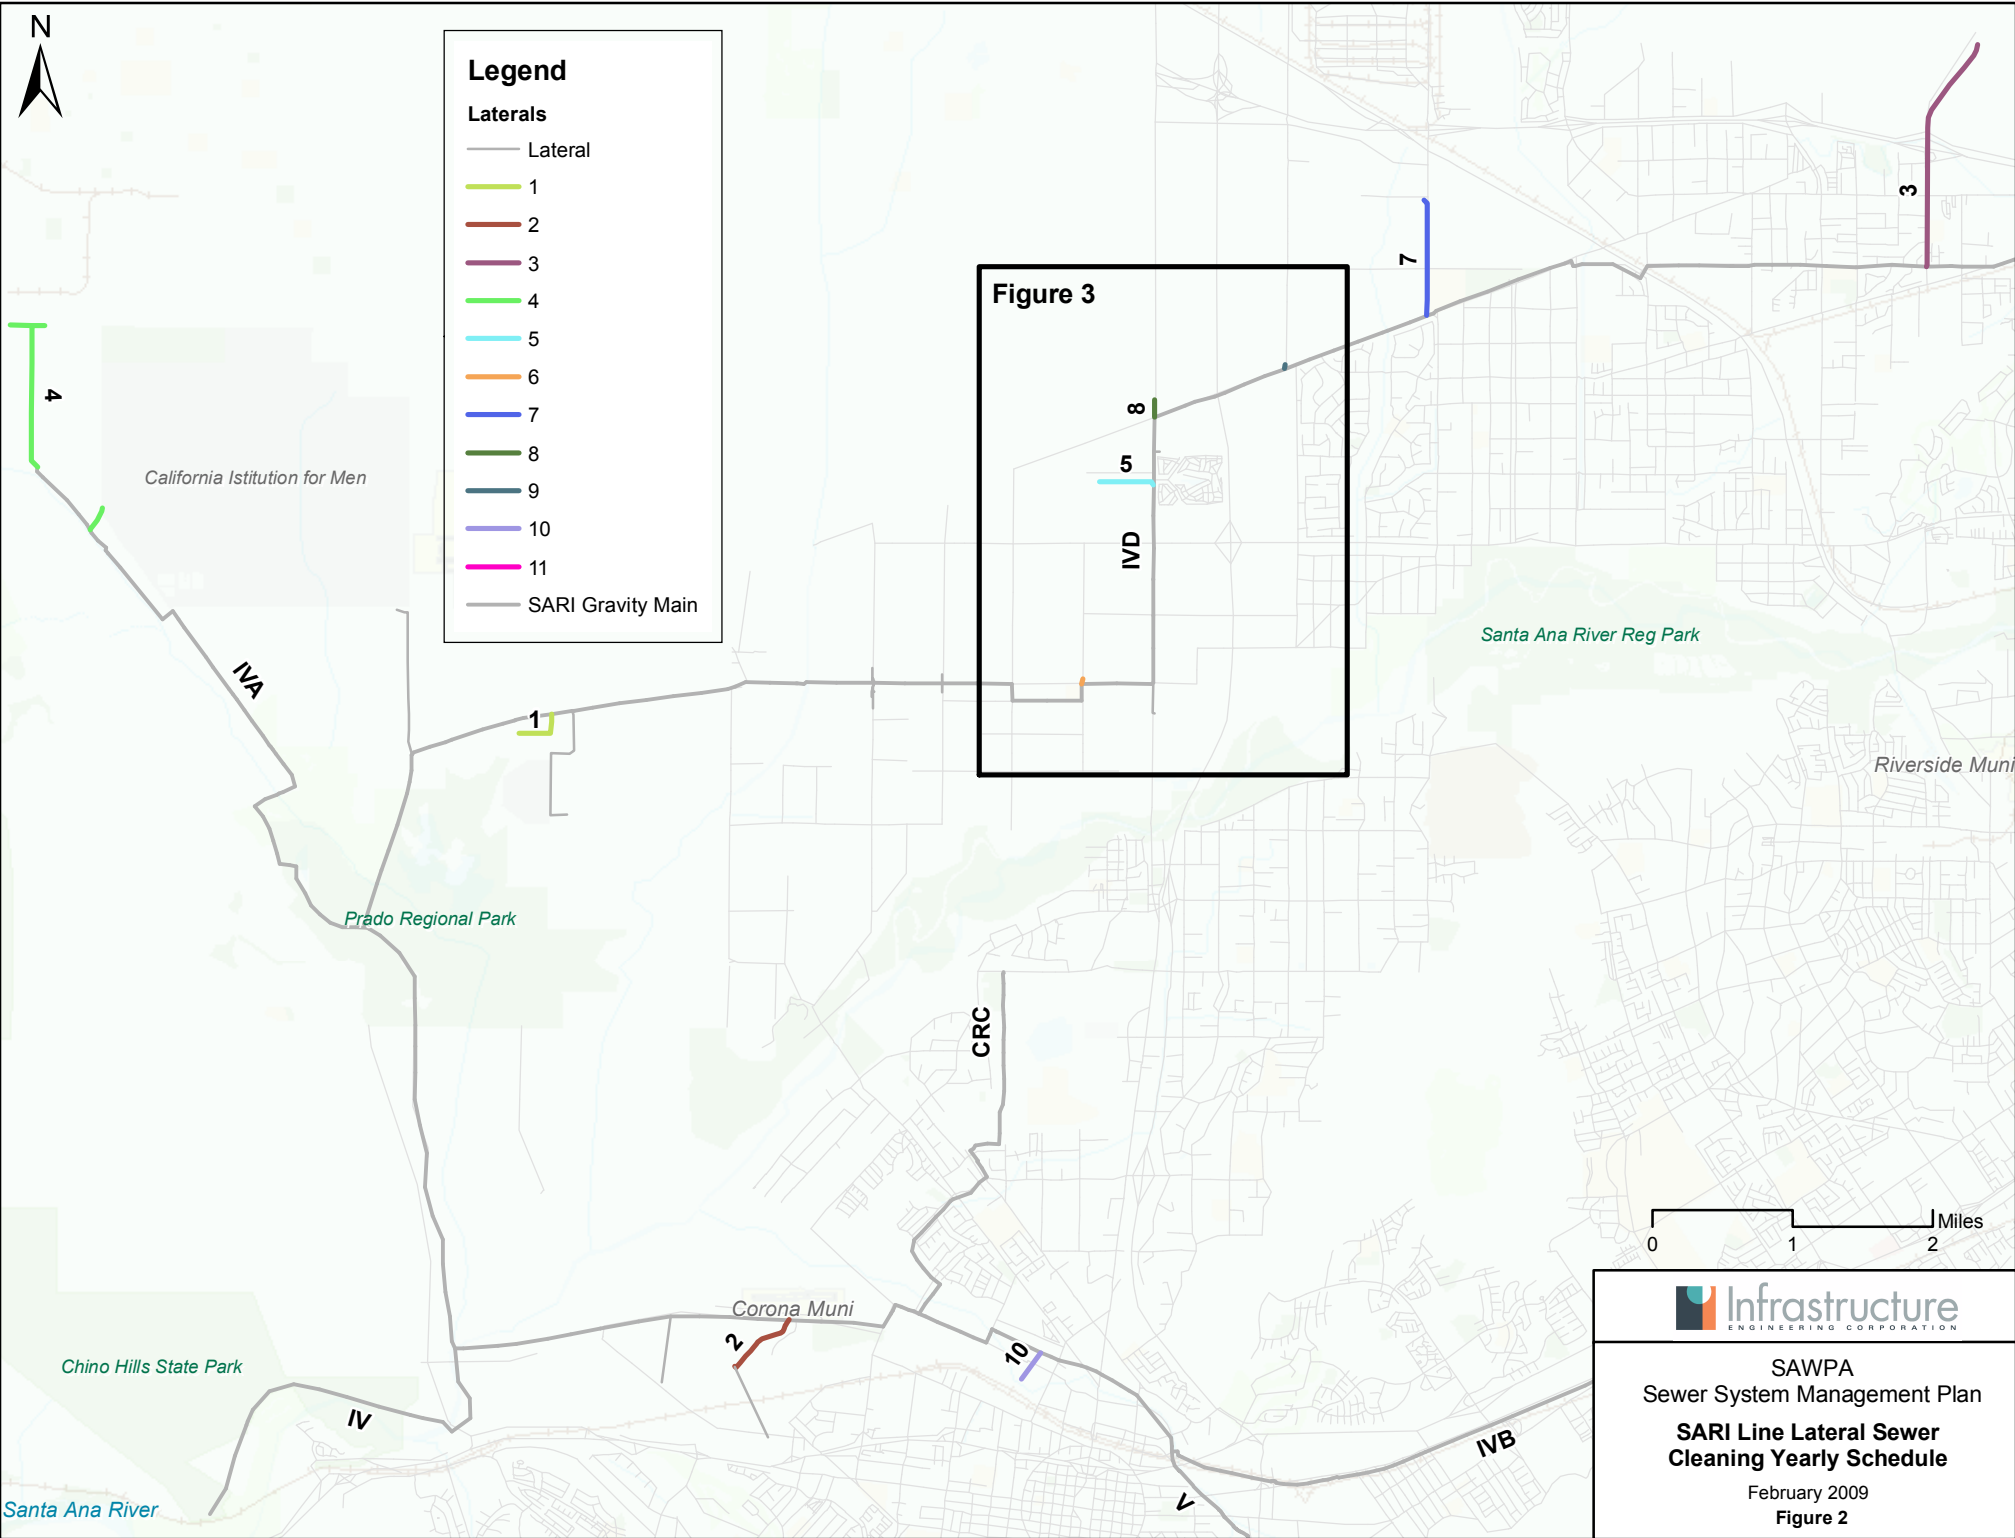 N
Legend
Laterals
Lateral
1
2
3
4
5
6
7
8
9
10
11
SARI Gravity Main
3
7
Figure 3
8
5
IVD
4
California Istitution for Men
Santa Ana River Reg Park
IVA
1
Riverside Muni
Prado Regional Park
CRC
Miles
0 1 2
Corona Muni
2
10
Chino Hills State Park
IV
IVB
V
Santa Ana River
Infrastructure
ENGINEERING CORPORATION
SAWPA
Sewer System Management Plan
SARI Line Lateral Sewer
Cleaning Yearly Schedule
February 2009
Figure 2